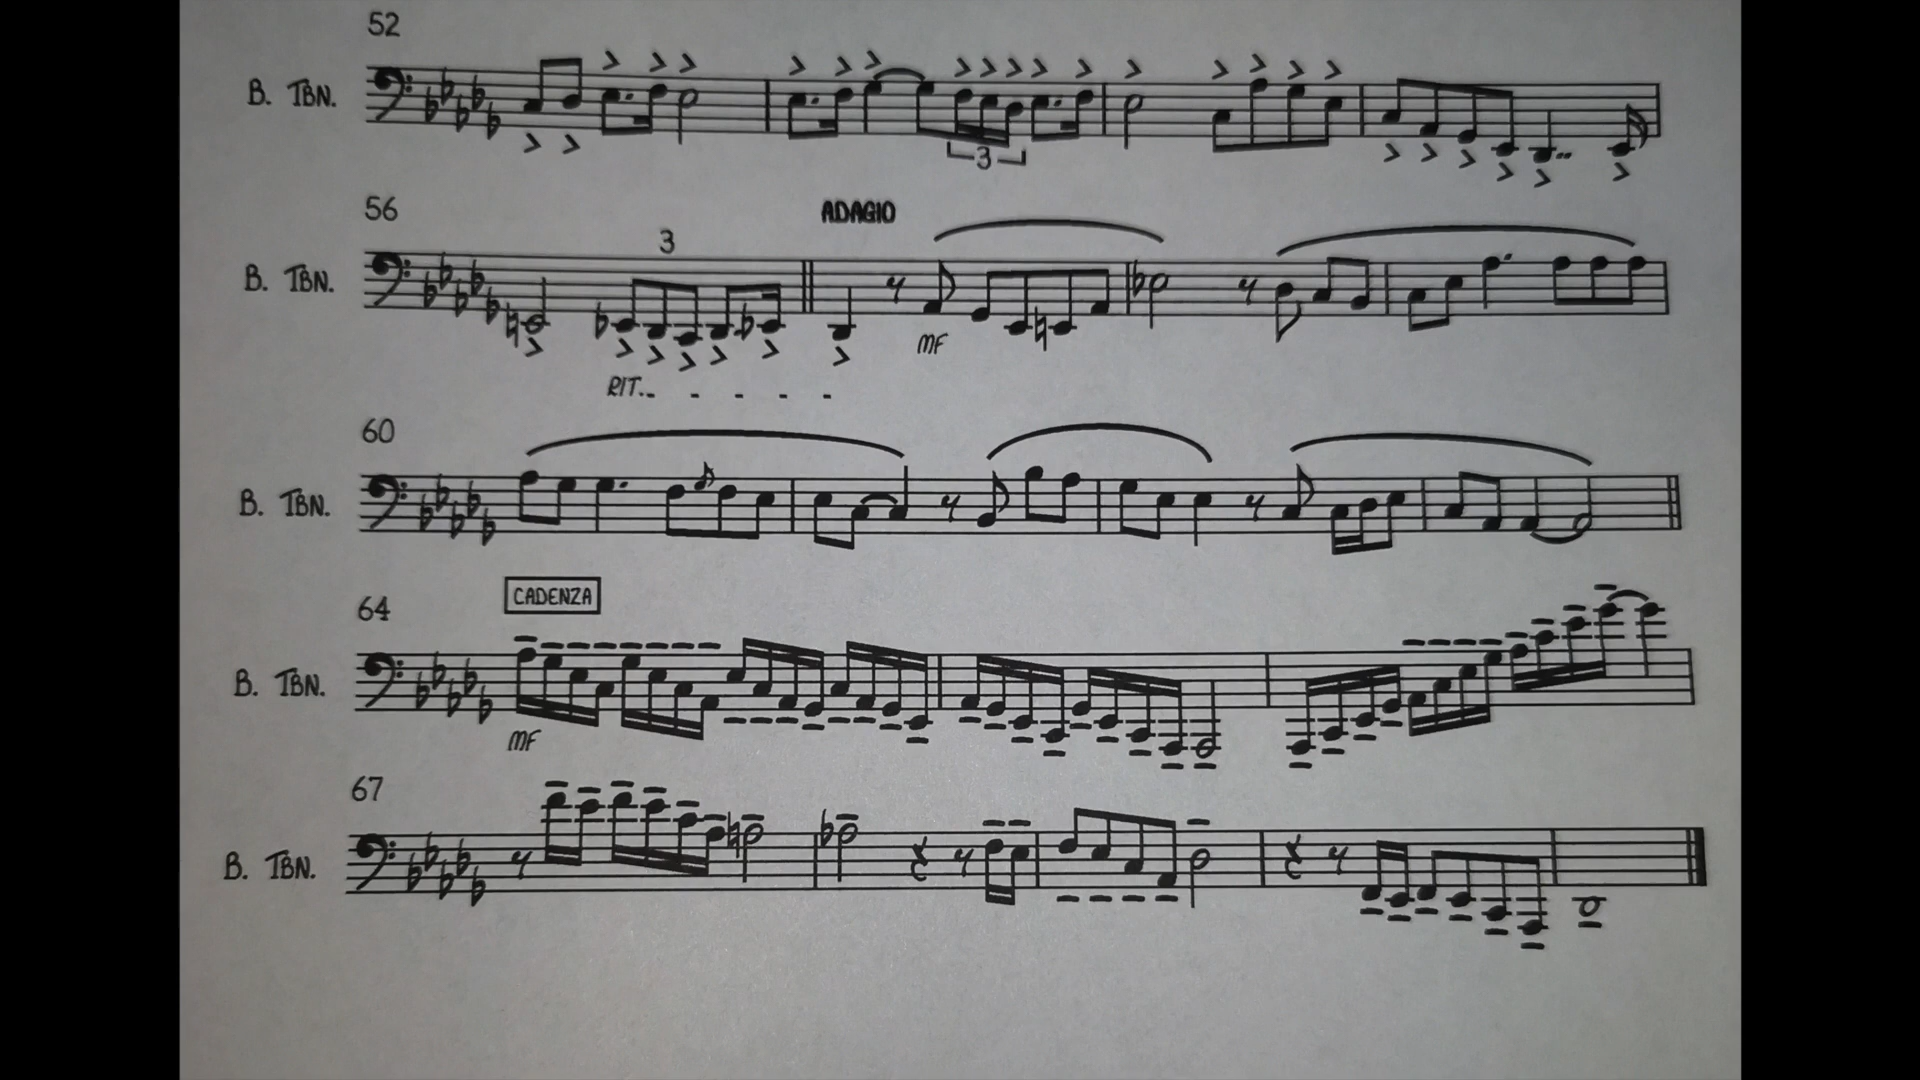 52
B. TBN.
3
56
ADAGIO
3
B. TBN.
MF
RIT.. - - - -
60
B. TBN.
64
CADENZA
B. TBN.
MF
67
B. TBN.